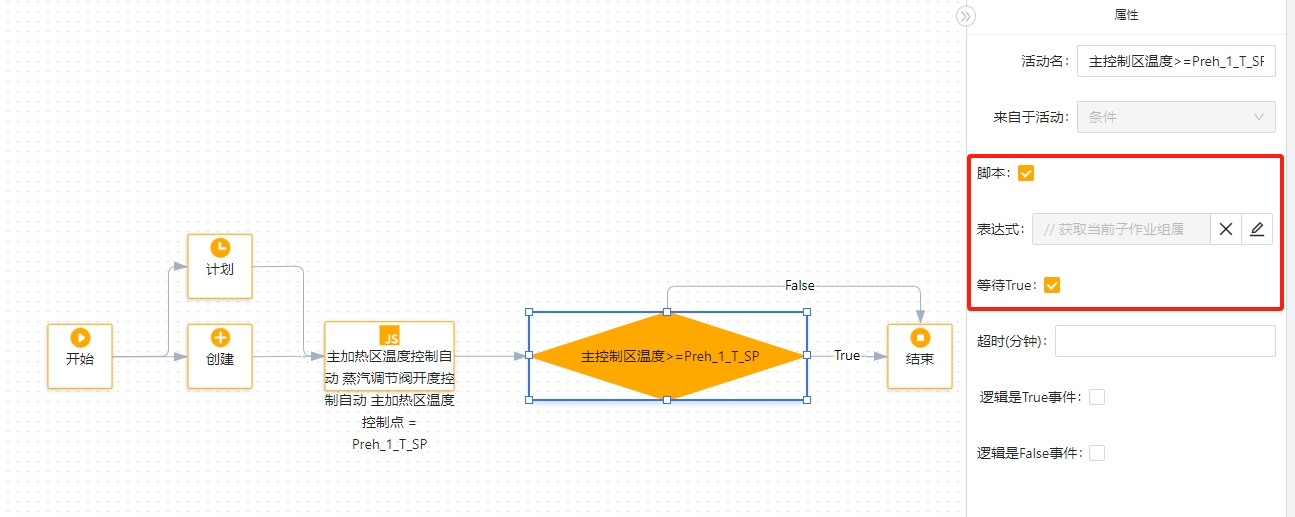 属性
活动名:
主控制区温度>=Preh_1_T_SP
来自于活动:
条件
脚本:
表达式:
// 获取当前子作业组属
等待True:
超时(分钟):
逻辑是True事件:
逻辑是False事件:
计划
开始
创建
JS
主加热区温度控制自
动 蒸汽调节阀开度控
制自动 主加热区温度
控制点 =
Preh_1_T_SP
主控制区温度>=Preh_1_T_SP
False
True
结束